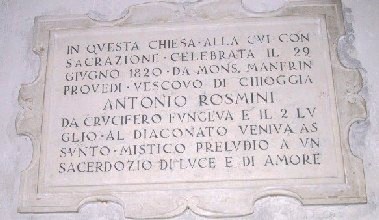 IN QVESTA CHIESA·ALLA CVI CON
SACRAZIONE·CELEBRATA IL 29
GIVGNO 1820·DA MONS. MANFRIN
PROVEDI·VESCOVO DI CHIOGGIA
ANTONIO ROSMINI
DA CRVCIFERO FVNGEVA E IL 2 LV
GLIO·AL DIACONATO VENIVA AS
SVNTO·MISTICO PRELVDIO A VN
SACERDOZIO DI LVCE E DI AMORE